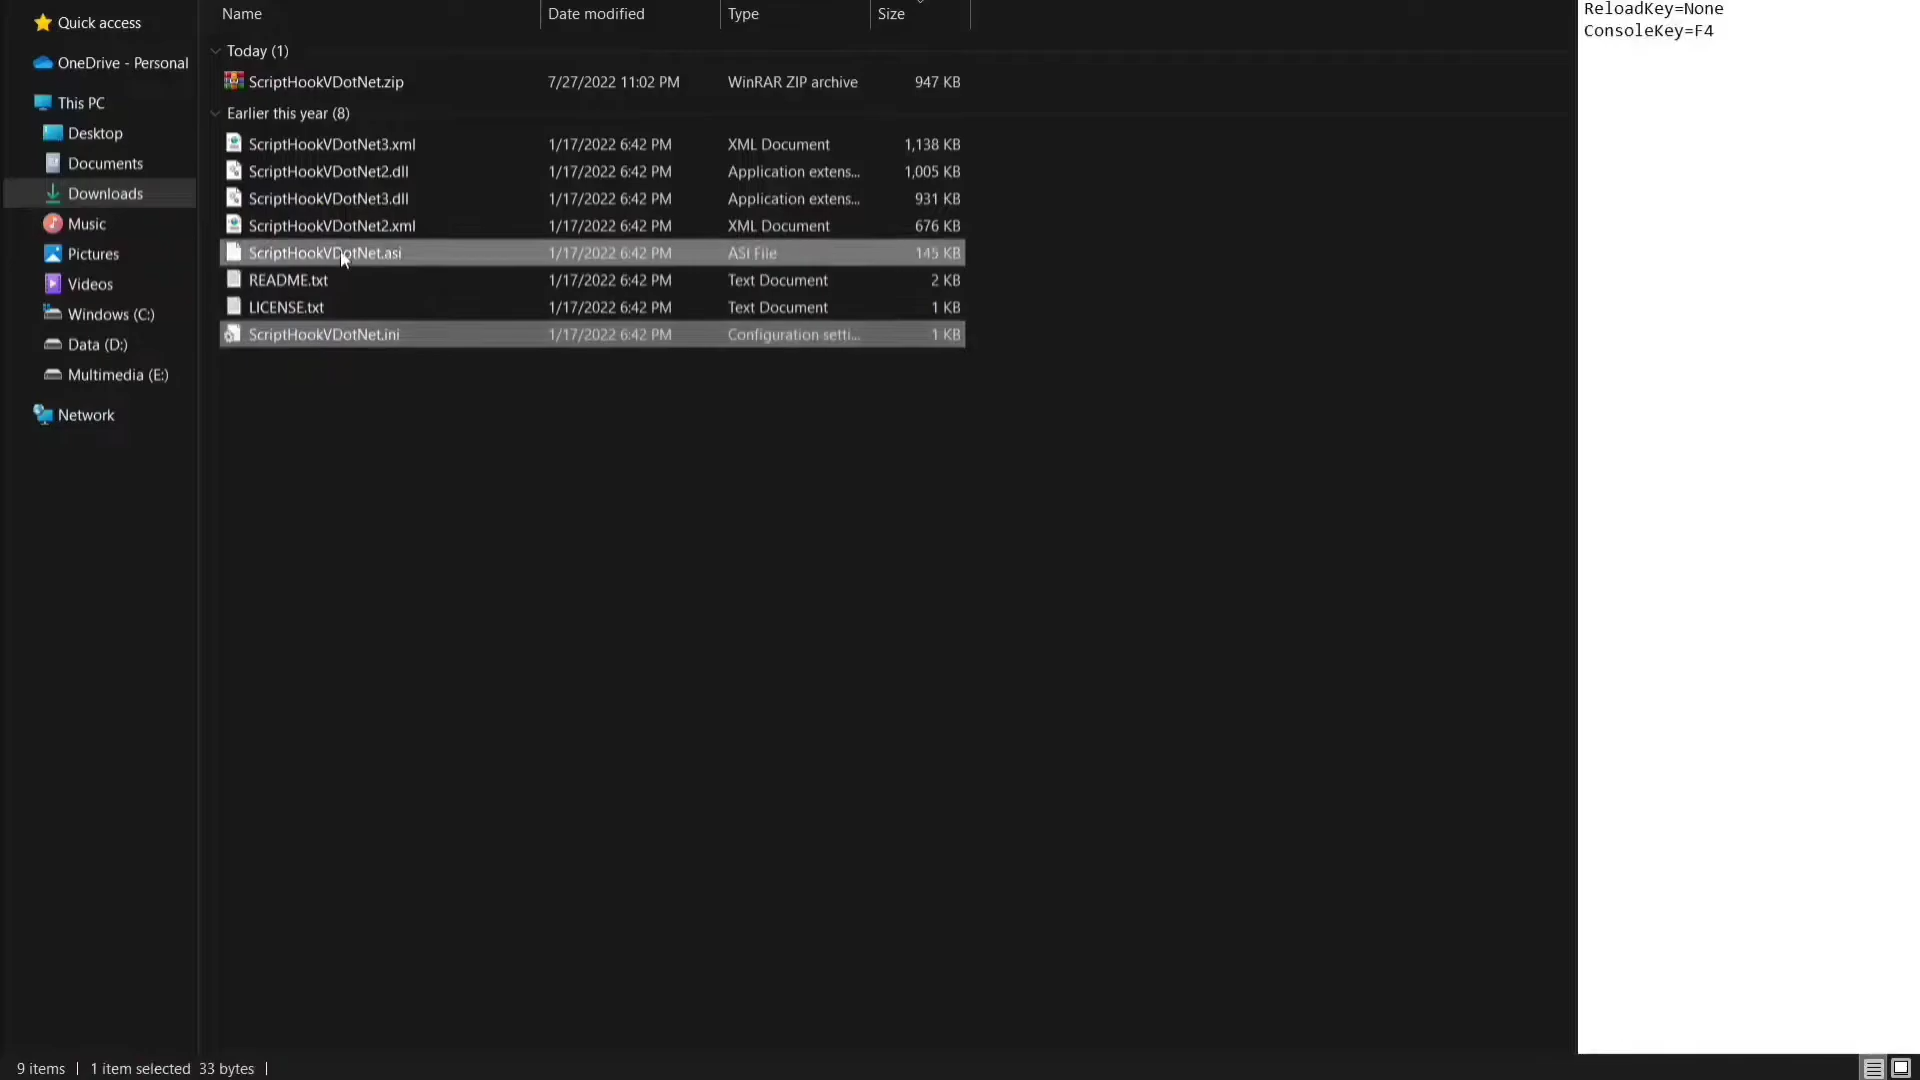 Quick access
OneDrive - Personal
This PC
Desktop
Documents
Downloads
Music
Pictures
Videos
Windows (C:)
Data (D:)
Multimedia (E:)
Network
Name Date modified Type Size
Today (1)
ScriptHookVDotNet.zip 7/27/2022 11:02 PM WinRAR ZIP archive 947 KB
Earlier this year (8)
ScriptHookVDotNet3.xml 1/17/2022 6:42 PM XML Document 1,138 KB
ScriptHookVDotNet2.dll 1/17/2022 6:42 PM Application extens... 1,005 KB
ScriptHookVDotNet3.dll 1/17/2022 6:42 PM Application extens... 931 KB
ScriptHookVDotNet2.xml 1/17/2022 6:42 PM XML Document 676 KB
ScriptHookVDotNet.asi 1/17/2022 6:42 PM ASI File 145 KB
README.txt 1/17/2022 6:42 PM Text Document 2 KB
LICENSE.txt 1/17/2022 6:42 PM Text Document 1 KB
ScriptHookVDotNet.ini 1/17/2022 6:42 PM Configuration setti... 1 KB
ReloadKey=None
ConsoleKey=F4
9 items | 1 item selected 33 bytes |